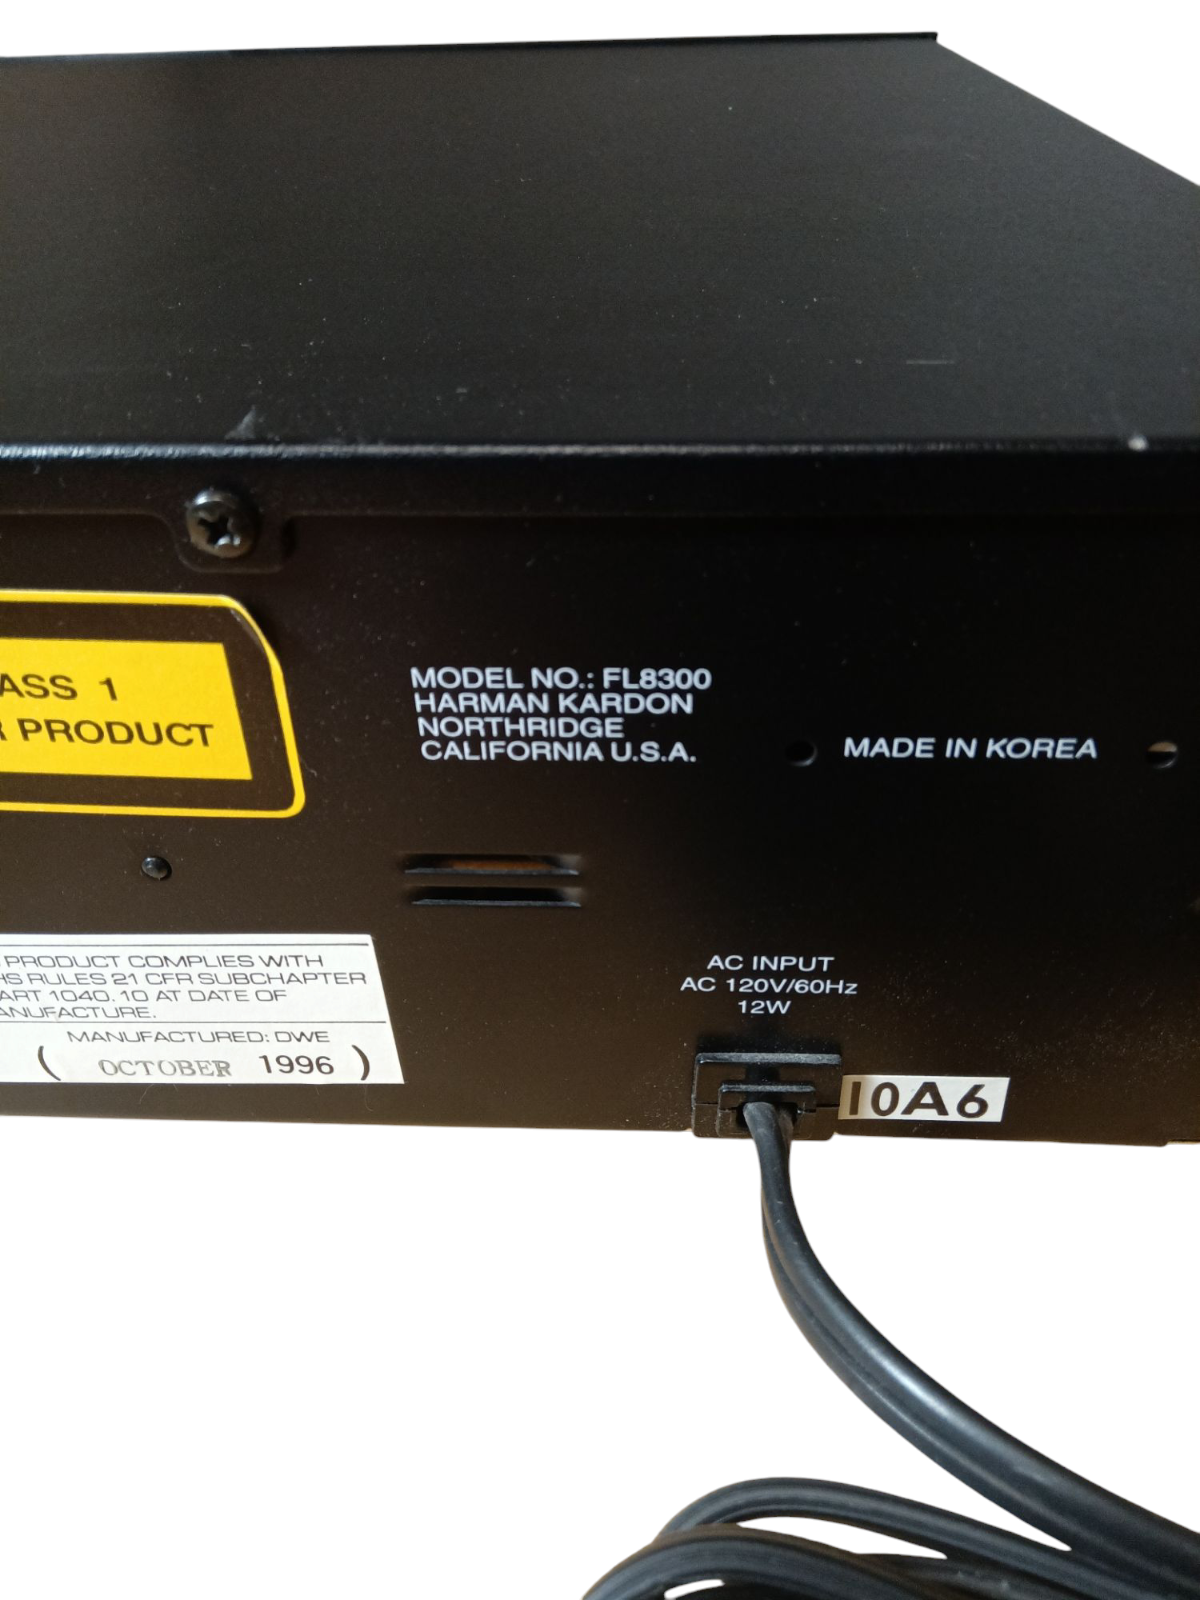 ASS 1
R PRODUCT
MODEL NO.: FL8300
HARMAN KARDON
NORTHRIDGE
CALIFORNIA U.S.A.
MADE IN KOREA
PRODUCT COMPLIES WITH
HS RULES 21 CFR SUBCHAPTER
ART 1040.10 AT DATE OF
ANUFACTURE.
MANUFACTURED: DWE
( OCTOBER 1996 )
AC INPUT
AC 120V/60Hz
12W
10A6